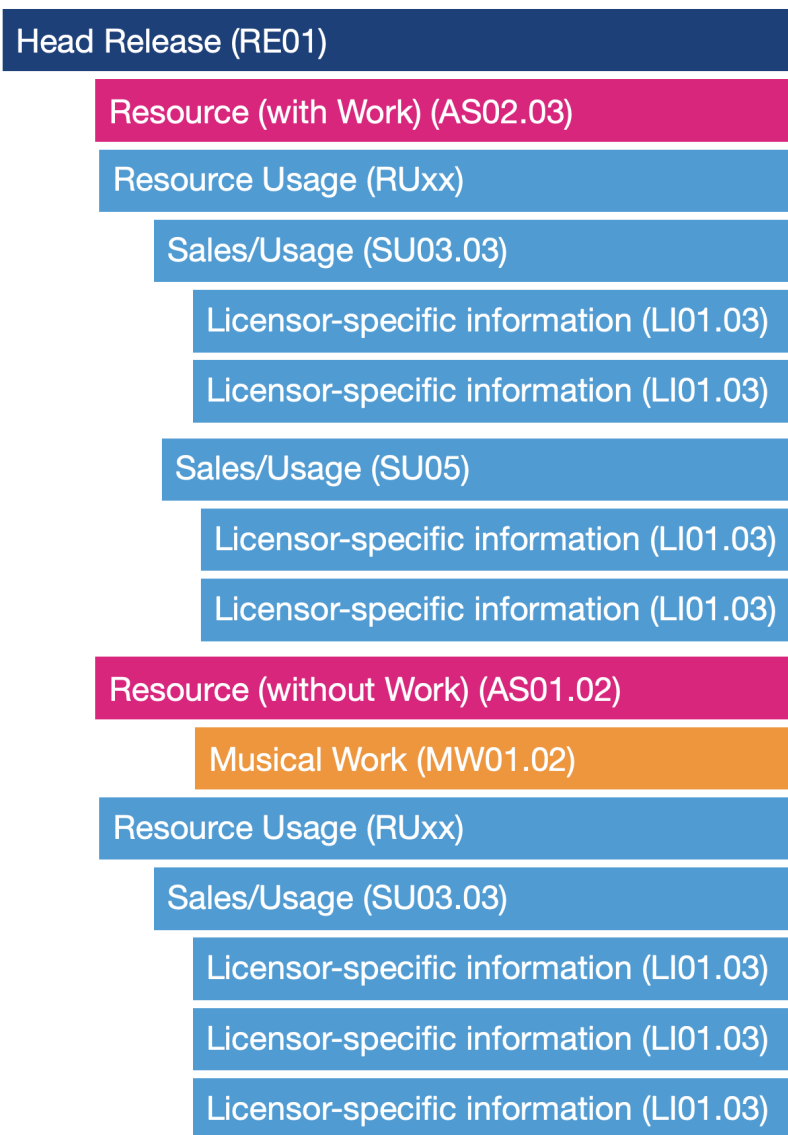 Head Release (RE01)
Resource (with Work) (AS02.03)
Resource Usage (RUxx)
Sales/Usage (SU03.03)
Licensor-specific information (LI01.03)
Licensor-specific information (LI01.03)
Sales/Usage (SU05)
Licensor-specific information (LI01.03)
Licensor-specific information (LI01.03)
Resource (without Work) (AS01.02)
Musical Work (MW01.02)
Resource Usage (RUxx)
Sales/Usage (SU03.03)
Licensor-specific information (LI01.03)
Licensor-specific information (LI01.03)
Licensor-specific information (LI01.03)